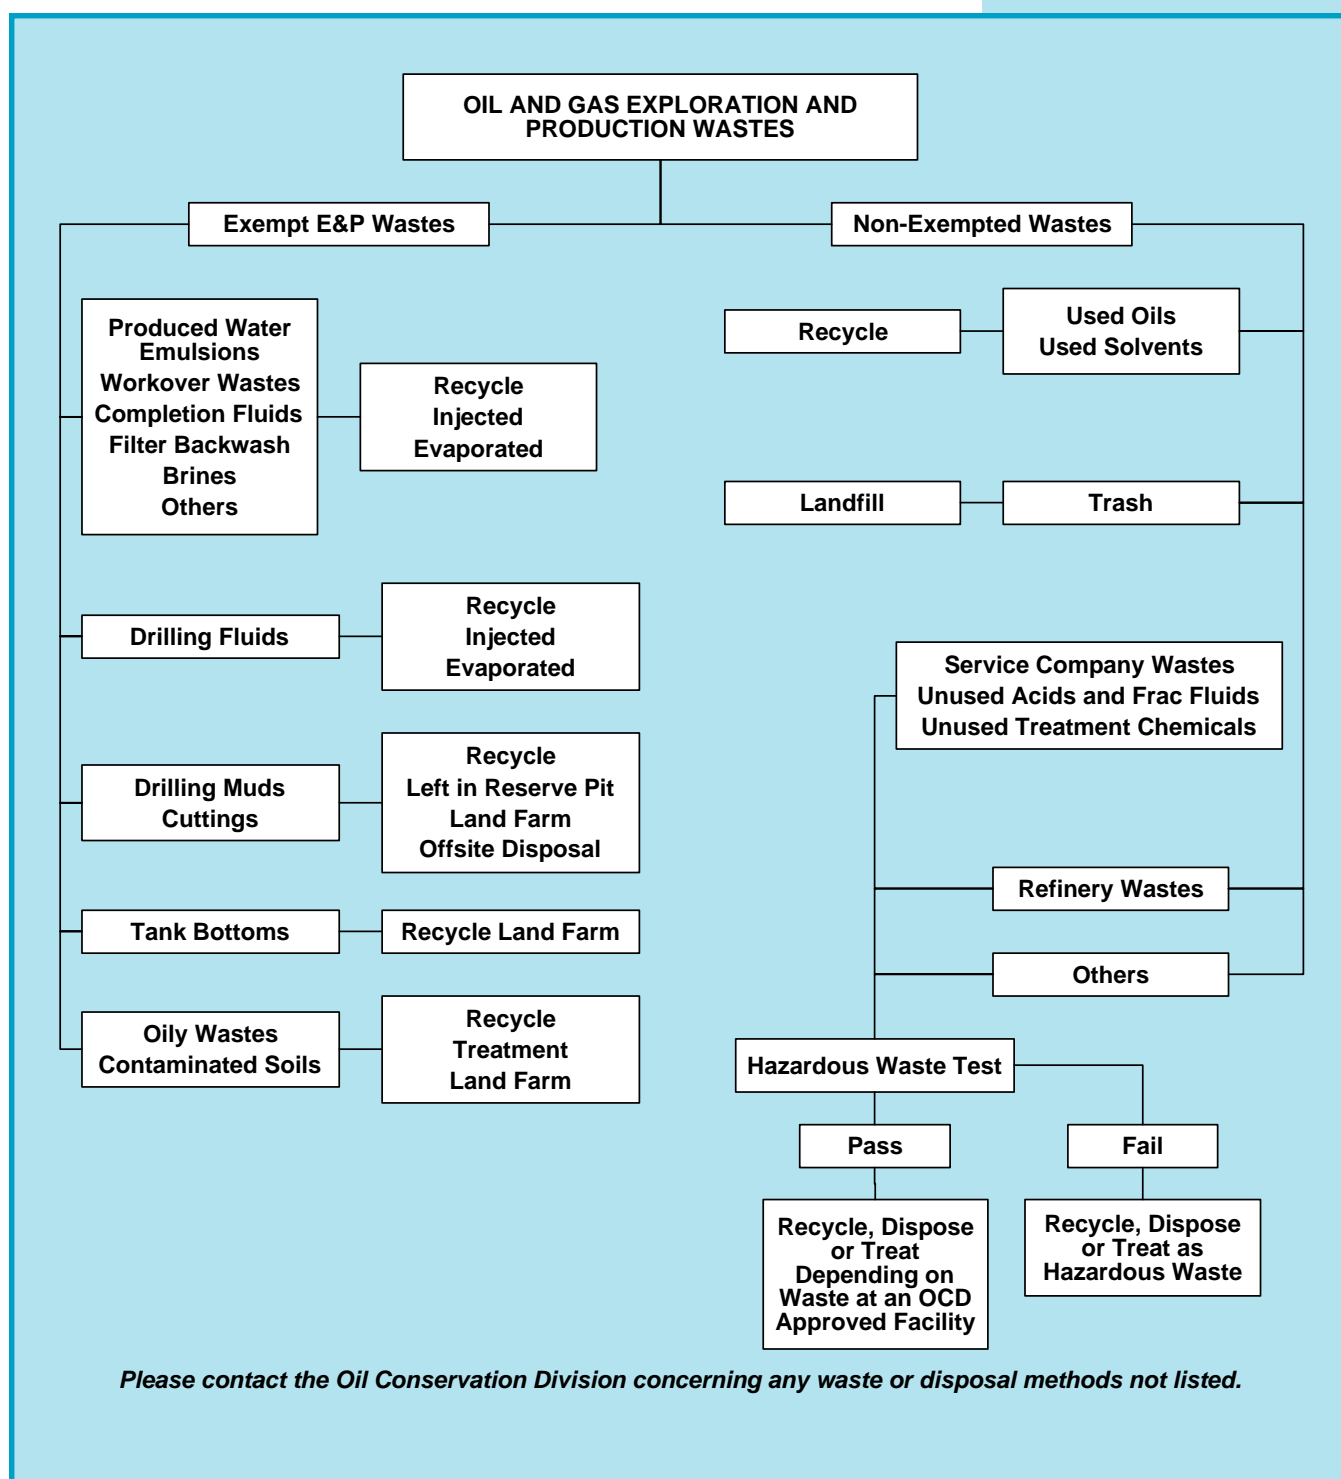 OIL AND GAS EXPLORATION AND
PRODUCTION WASTES
Exempt E&P Wastes
Non-Exempted Wastes
Produced Water
Emulsions
Workover Wastes
Completion Fluids
Filter Backwash
Brines
Others
Recycle
Injected
Evaporated
Recycle
Used Oils
Used Solvents
Landfill
Trash
Drilling Fluids
Recycle
Injected
Evaporated
Service Company Wastes
Unused Acids and Frac Fluids
Unused Treatment Chemicals
Drilling Muds
Cuttings
Recycle
Left in Reserve Pit
Land Farm
Offsite Disposal
Refinery Wastes
Tank Bottoms
Recycle Land Farm
Others
Oily Wastes
Contaminated Soils
Recycle
Treatment
Land Farm
Hazardous Waste Test
Pass
Fail
Recycle, Dispose
or Treat
Depending on
Waste at an OCD
Approved Facility
Recycle, Dispose
or Treat as
Hazardous Waste
Please contact the Oil Conservation Division concerning any waste or disposal methods not listed.